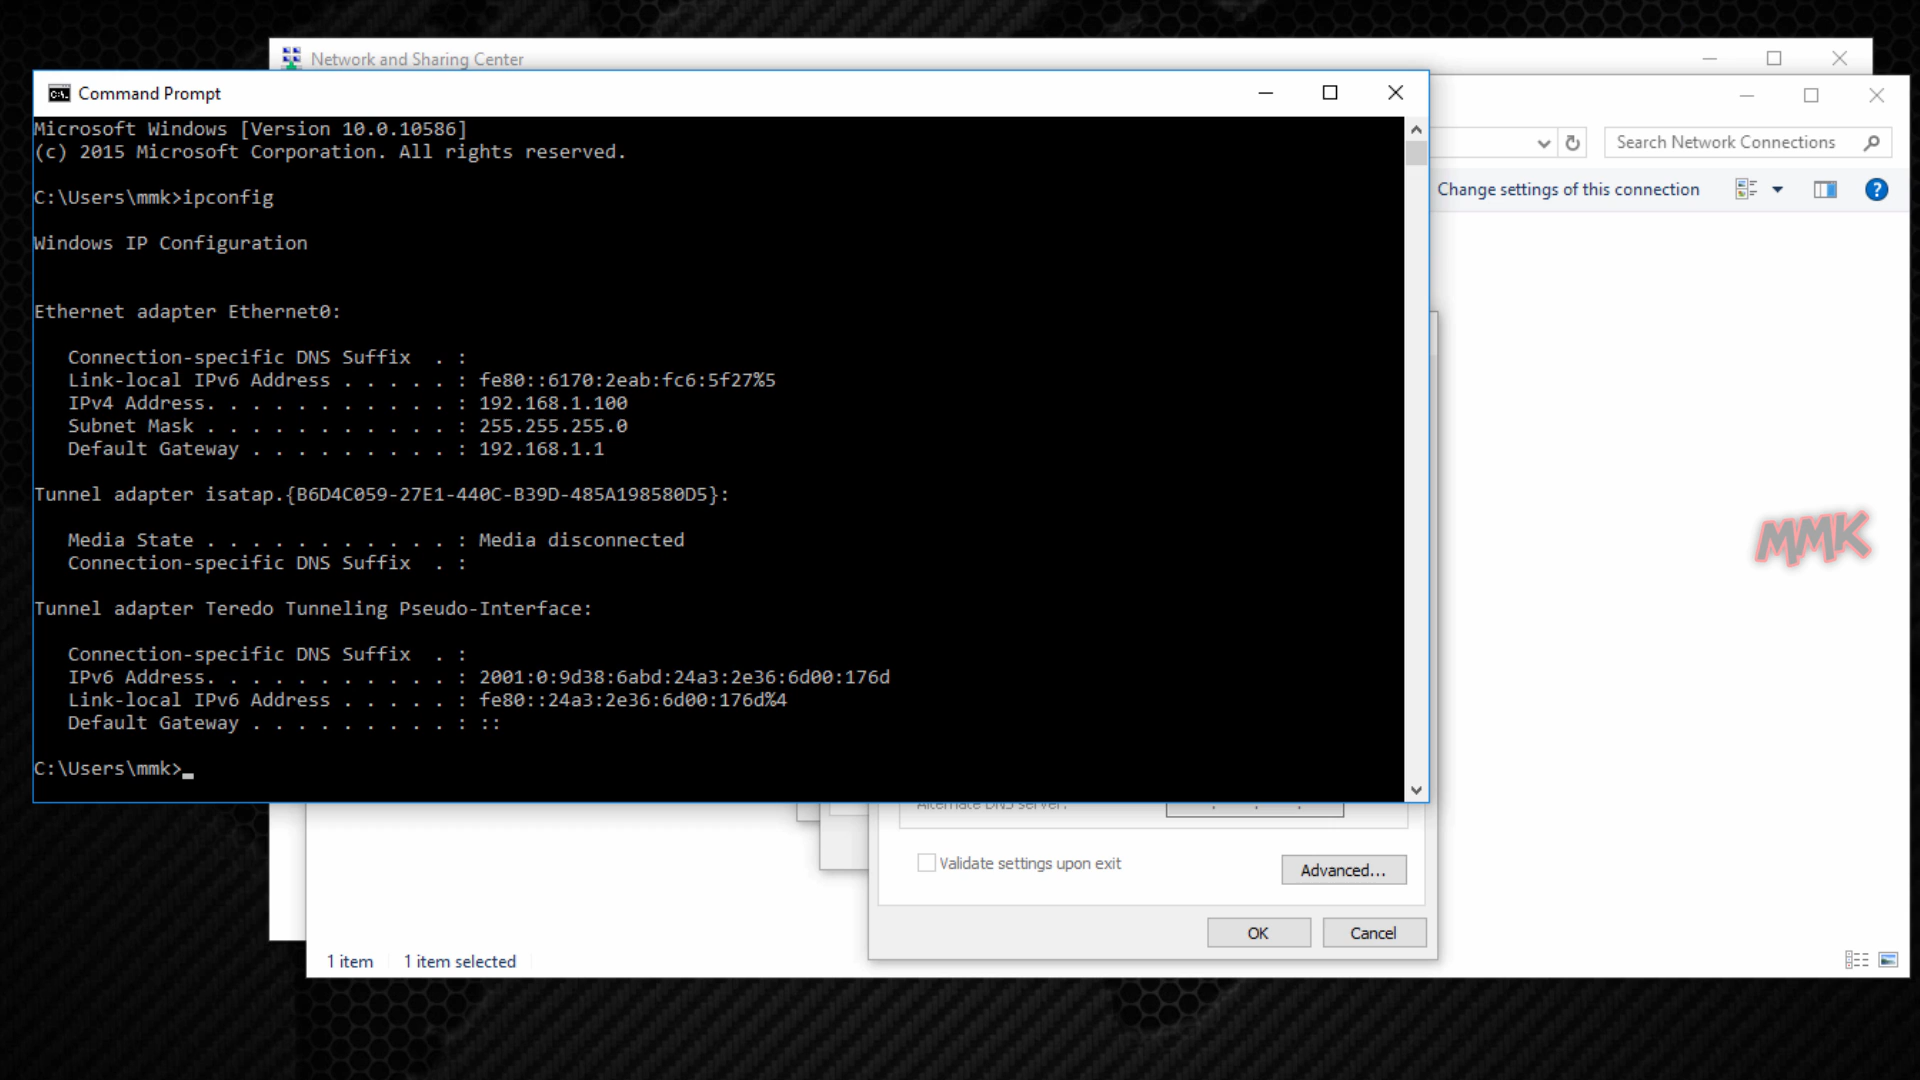 Network and Sharing Center
Command Prompt
Microsoft Windows [Version 10.0.10586]
(c) 2015 Microsoft Corporation. All rights reserved.
C:\Users\mmk>ipconfig
Windows IP Configuration
Ethernet adapter Ethernet0:
Connection-specific DNS Suffix . :
Link-local IPv6 Address . . . . . : fe80::6170:2eab:fc6:5f27%5
IPv4 Address. . . . . . . . . . . : 192.168.1.100
Subnet Mask . . . . . . . . . . . : 255.255.255.0
Default Gateway . . . . . . . . . : 192.168.1.1
Tunnel adapter isatap.{B6D4C059-27E1-440C-B39D-485A198580D5}:
Media State . . . . . . . . . . . : Media disconnected
Connection-specific DNS Suffix . :
Tunnel adapter Teredo Tunneling Pseudo-Interface:
Connection-specific DNS Suffix . :
IPv6 Address. . . . . . . . . . . : 2001:0:9d38:6abd:24a3:2e36:6d00:176d
Link-local IPv6 Address . . . . . : fe80::24a3:2e36:6d00:176d%4
Default Gateway . . . . . . . . . : ::
C:\Users\mmk>_
Search Network Connections
Change settings of this connection
MMK
Alternate DNS server:
Validate settings upon exit
Advanced...
OK
Cancel
1 item
1 item selected